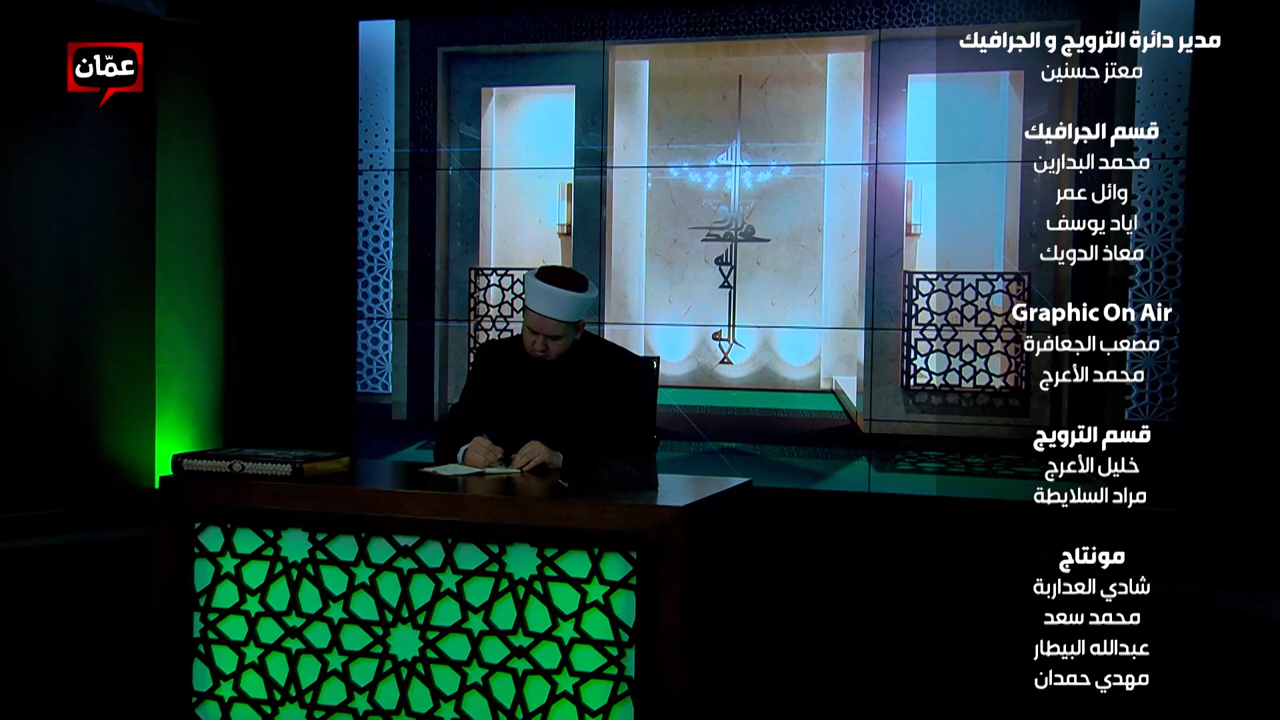 عمّان
مدير دائرة الترويج و الجرافيك
معتز حسنين
قسم الجرافيك
محمد البدارين
وائل عمر
اياد يوسف
معاذ الدويك
Graphic On Air
مصعب الجعافرة
محمد الأعرج
قسم الترويج
خليل الأعرج
مراد السلايطة
مونتاج
شادي العداربة
محمد سعد
عبدالله البيطار
مهدي حمدان